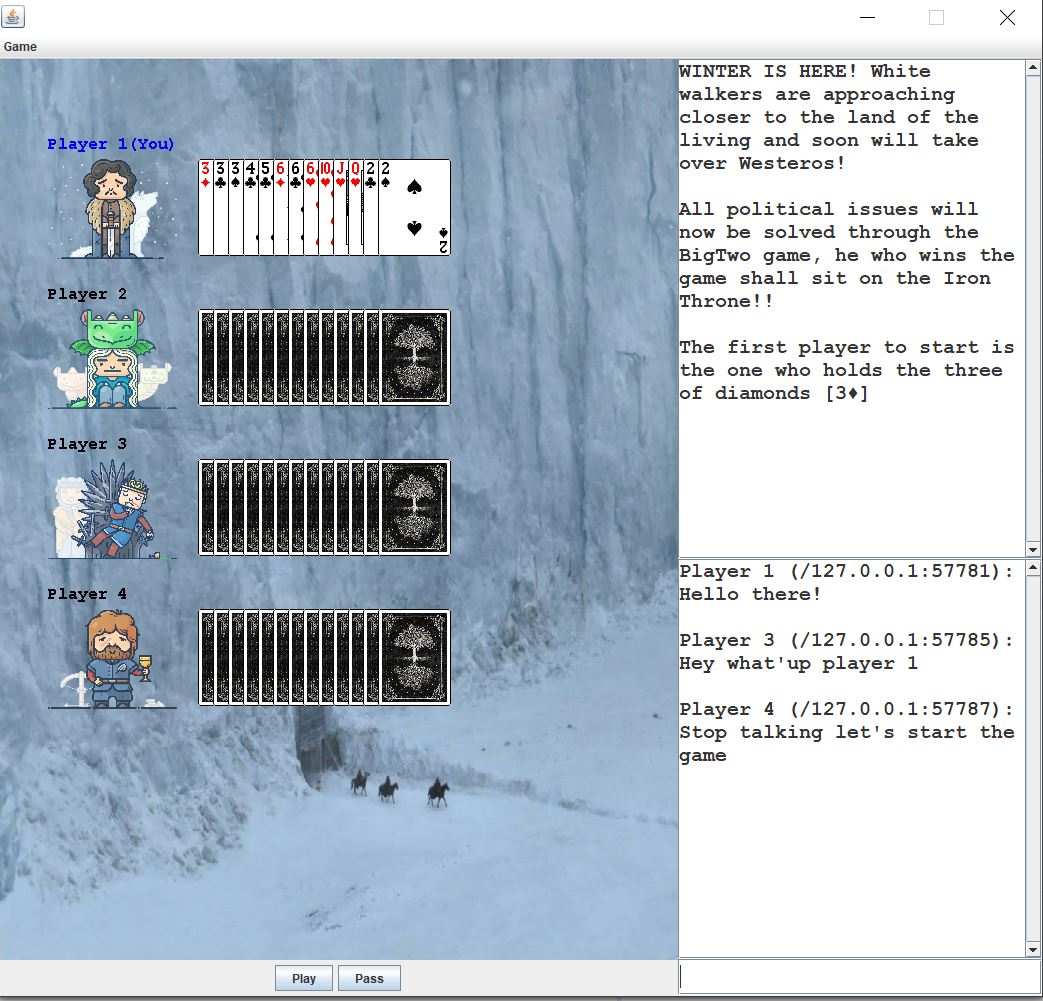 Game
Player 1(You)
3♦ 3♣ 3♠ 4♣ 5♣ 6♦ 6♣ 6♥ 10♥ J♥ Q♥ 2♣ 2♠
2♠
Player 2
Player 3
Player 4
Play
Pass
WINTER IS HERE! White
walkers are approaching
closer to the land of the
living and soon will take
over Westeros!
All political issues will
now be solved through the
BigTwo game, he who wins the
game shall sit on the Iron
Throne!!
The first player to start is
the one who holds the three
of diamonds [3♦]
Player 1 (/127.0.0.1:57781):
Hello there!
Player 3 (/127.0.0.1:57785):
Hey what'up player 1
Player 4 (/127.0.0.1:57787):
Stop talking let's start the
game